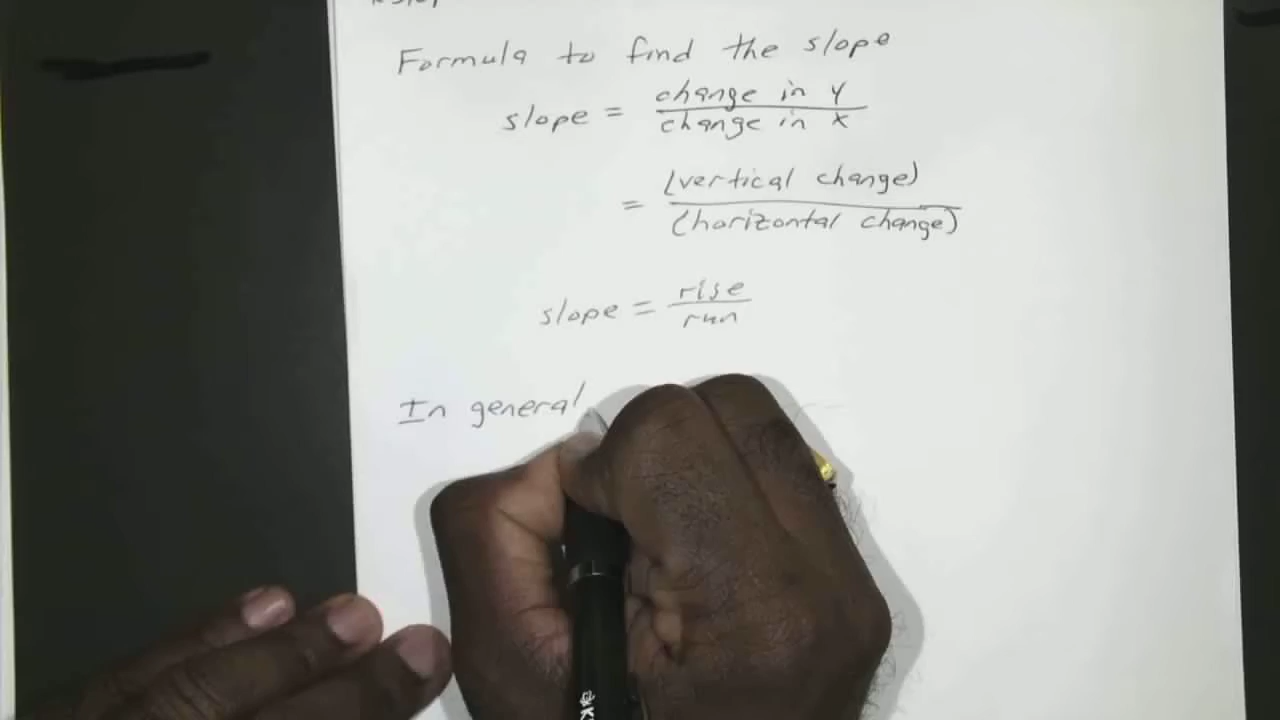 Formula to find the slope
slope = change in y / change in x
= (vertical change) / (horizontal change)
slope = rise / run
In general